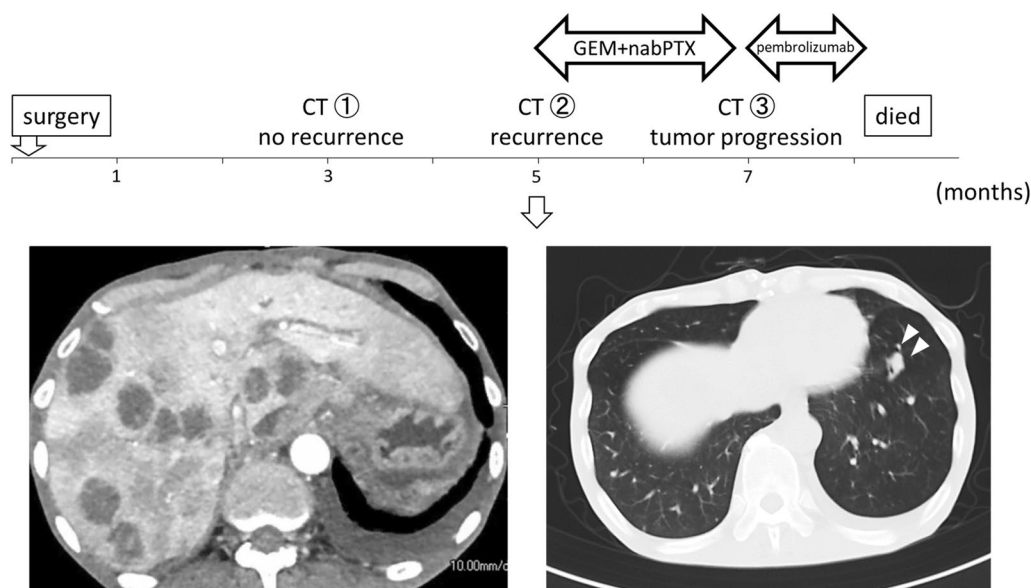 GEM+nabPTX
pembrolizumab
surgery
CT ①
no recurrence
CT ②
recurrence
CT ③
tumor progression
died
1
3
5
7
(months)
10.00mm/d